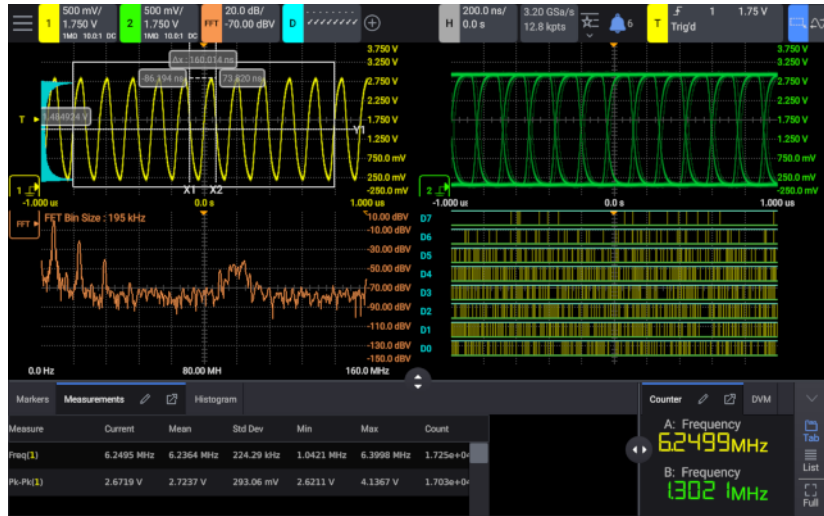 1 500 mV/ 1.750 V 1MΩ 10.0:1 DC
2 500 mV/ 1.750 V 1MΩ 10.0:1 DC
FFT 20.0 dB/ -70.00 dBV
D
H 200.0 ns/ 0.0 s
3.20 GSa/s 12.8 kpts
6
T Trig'd 1 1.75 V
3.750 V
Δx : 160.014 ns
3.250 V
-86.194 ns 73.820 ns
2.750 V
1.484924 V
2.250 V
T 1.750 V
Y1
1.250 V
750.0 mV
250.0 mV
1 X1 X2 -250.0 mV
-1.000 us 0.0 s 1.000 us
3.750 V
3.250 V
2.750 V
2.250 V
1.750 V
1.250 V
750.0 mV
250.0 mV
2 -250.0 mV
-1.000 us 0.0 s 1.000 us
FFT FFT Bin Size : 195 kHz
10.00 dBV
-10.00 dBV
-30.00 dBV
-50.00 dBV
-70.00 dBV
-90.00 dBV
-110.0 dBV
-130.0 dBV
-150.0 dBV
0.0 Hz 80.00 MH 160.0 MHz
D7
D6
D5
D4
D3
D2
D1
D0
Markers Measurements Histogram
Measure Current Mean Std Dev Min Max Count
Freq(1) 6.2495 MHz 6.2364 MHz 224.29 kHz 1.0421 MHz 6.3998 MHz 1.725e+04
Pk-Pk(1) 2.6719 V 2.7237 V 293.06 mV 2.6211 V 4.1367 V 1.703e+04
Counter DVM
A: Frequency
6.2499MHz
B: Frequency
1.3021MHz
Tab
List
Full